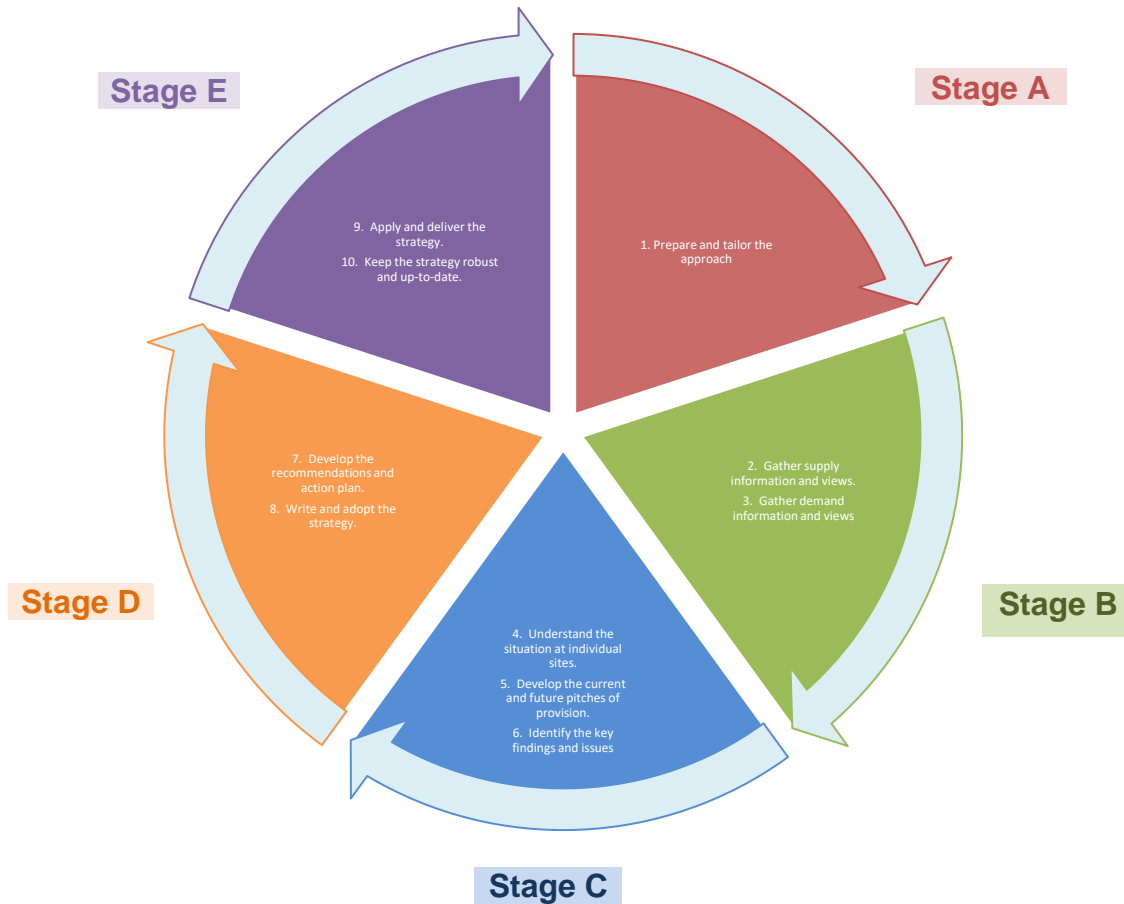 Stage A
1. Prepare and tailor the
approach
Stage B
2. Gather supply
information and views.
3. Gather demand
information and views
Stage C
4. Understand the
situation at individual
sites.
5. Develop the current
and future pitches of
provision.
6. Identify the key
findings and issues
Stage D
7. Develop the
recommendations and
action plan.
8. Write and adopt the
strategy.
Stage E
9. Apply and deliver the
strategy.
10. Keep the strategy robust
and up-to-date.